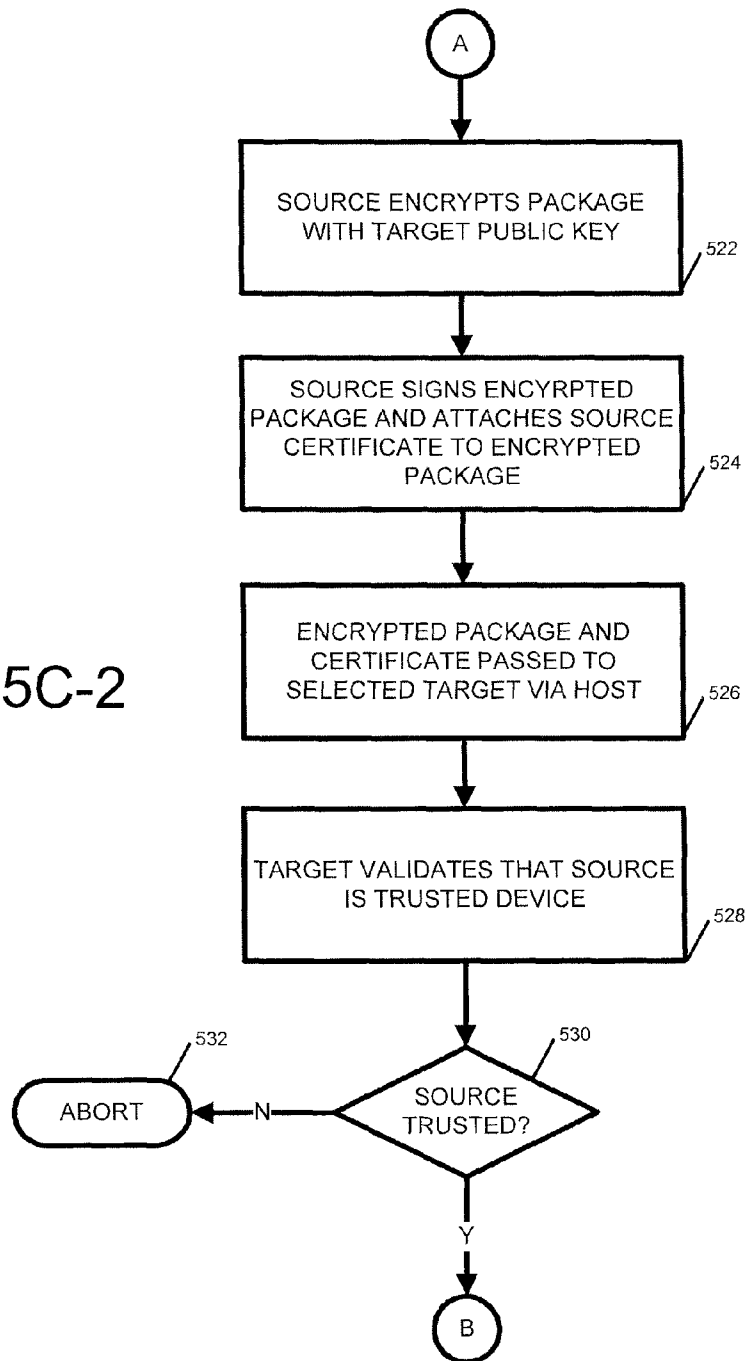 A
SOURCE ENCRYPTS PACKAGE
WITH TARGET PUBLIC KEY
522
SOURCE SIGNS ENCYRPTED
PACKAGE AND ATTACHES SOURCE
CERTIFICATE TO ENCRYPTED
PACKAGE
524
ENCRYPTED PACKAGE AND
CERTIFICATE PASSED TO
SELECTED TARGET VIA HOST
526
5C-2
TARGET VALIDATES THAT SOURCE
IS TRUSTED DEVICE
528
532
530
ABORT
N
SOURCE
TRUSTED?
Y
B